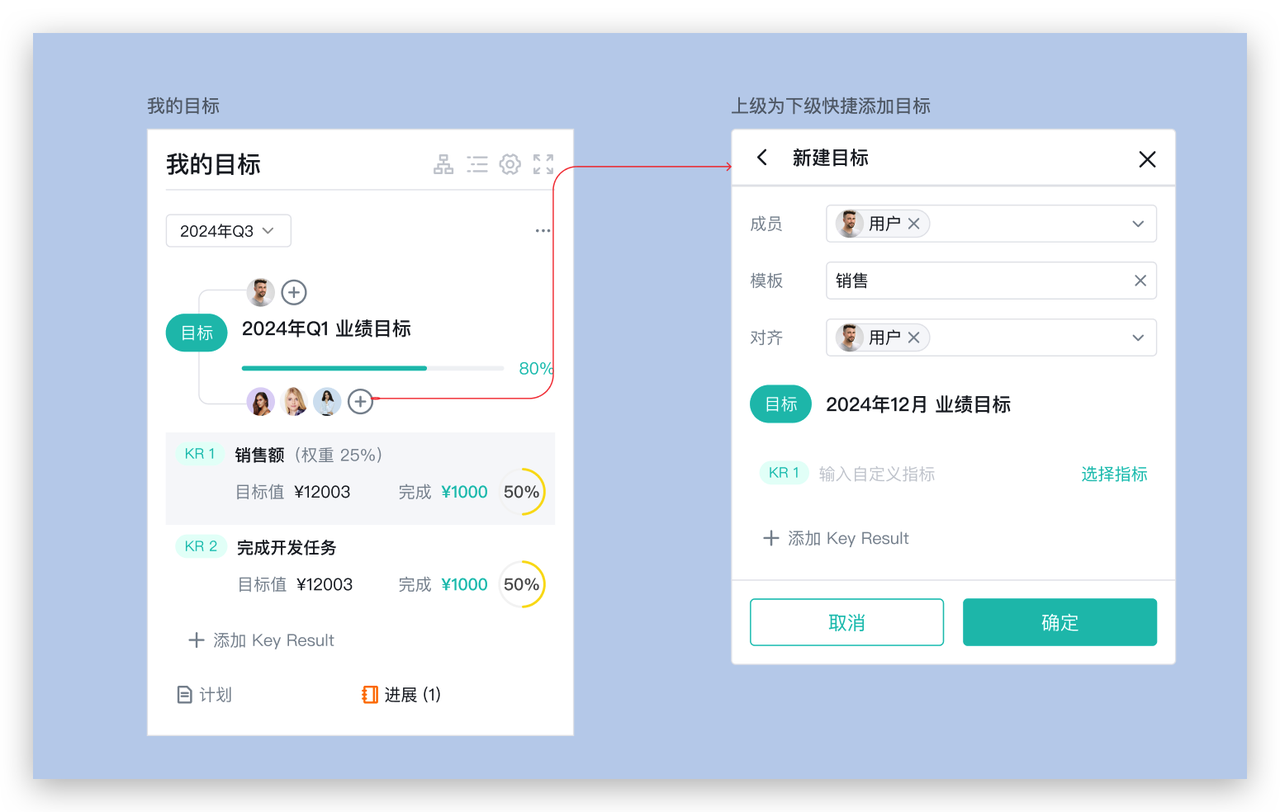 我的目标
我的目标
2024年Q3
目标
2024年Q1 业绩目标
80%
KR 1 销售额 (权重 25%)
目标值 ¥12003 完成 ¥1000 50%
KR 2 完成开发任务
目标值 ¥12003 完成 ¥1000 50%
添加 Key Result
计划 进展 (1)
上级为下级快捷添加目标
新建目标
成员 用户
模板 销售
对齐 用户
目标 2024年12月 业绩目标
KR 1 输入自定义指标 选择指标
添加 Key Result
取消 确定